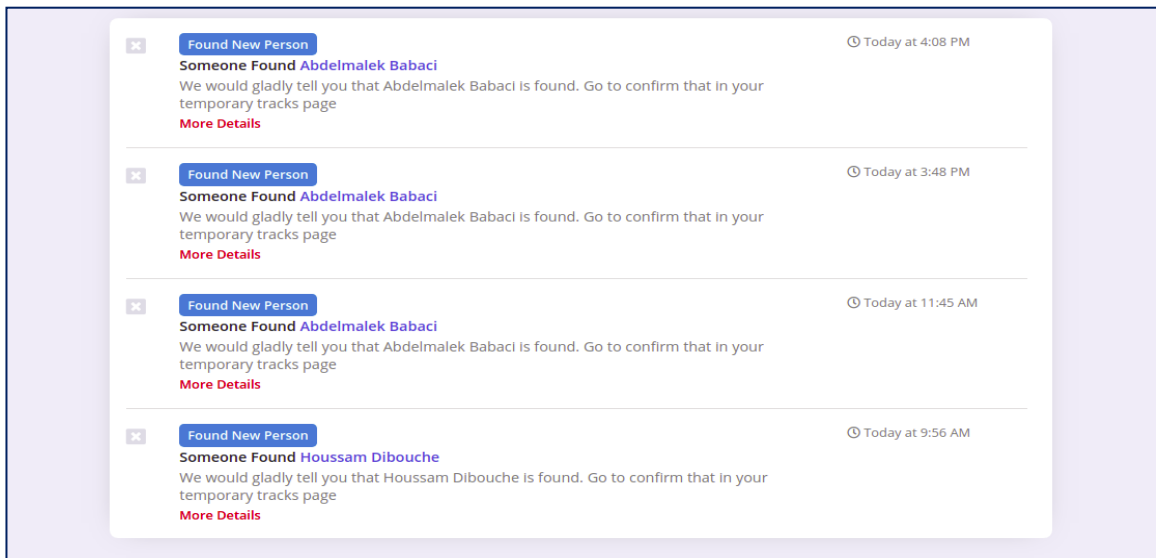 Found New Person
Today at 4:08 PM
Someone Found Abdelmalek Babaci
We would gladly tell you that Abdelmalek Babaci is found. Go to confirm that in your
temporary tracks page
More Details
Found New Person
Today at 3:48 PM
Someone Found Abdelmalek Babaci
We would gladly tell you that Abdelmalek Babaci is found. Go to confirm that in your
temporary tracks page
More Details
Found New Person
Today at 11:45 AM
Someone Found Abdelmalek Babaci
We would gladly tell you that Abdelmalek Babaci is found. Go to confirm that in your
temporary tracks page
More Details
Found New Person
Today at 9:56 AM
Someone Found Houssam Dibouche
We would gladly tell you that Houssam Dibouche is found. Go to confirm that in your
temporary tracks page
More Details